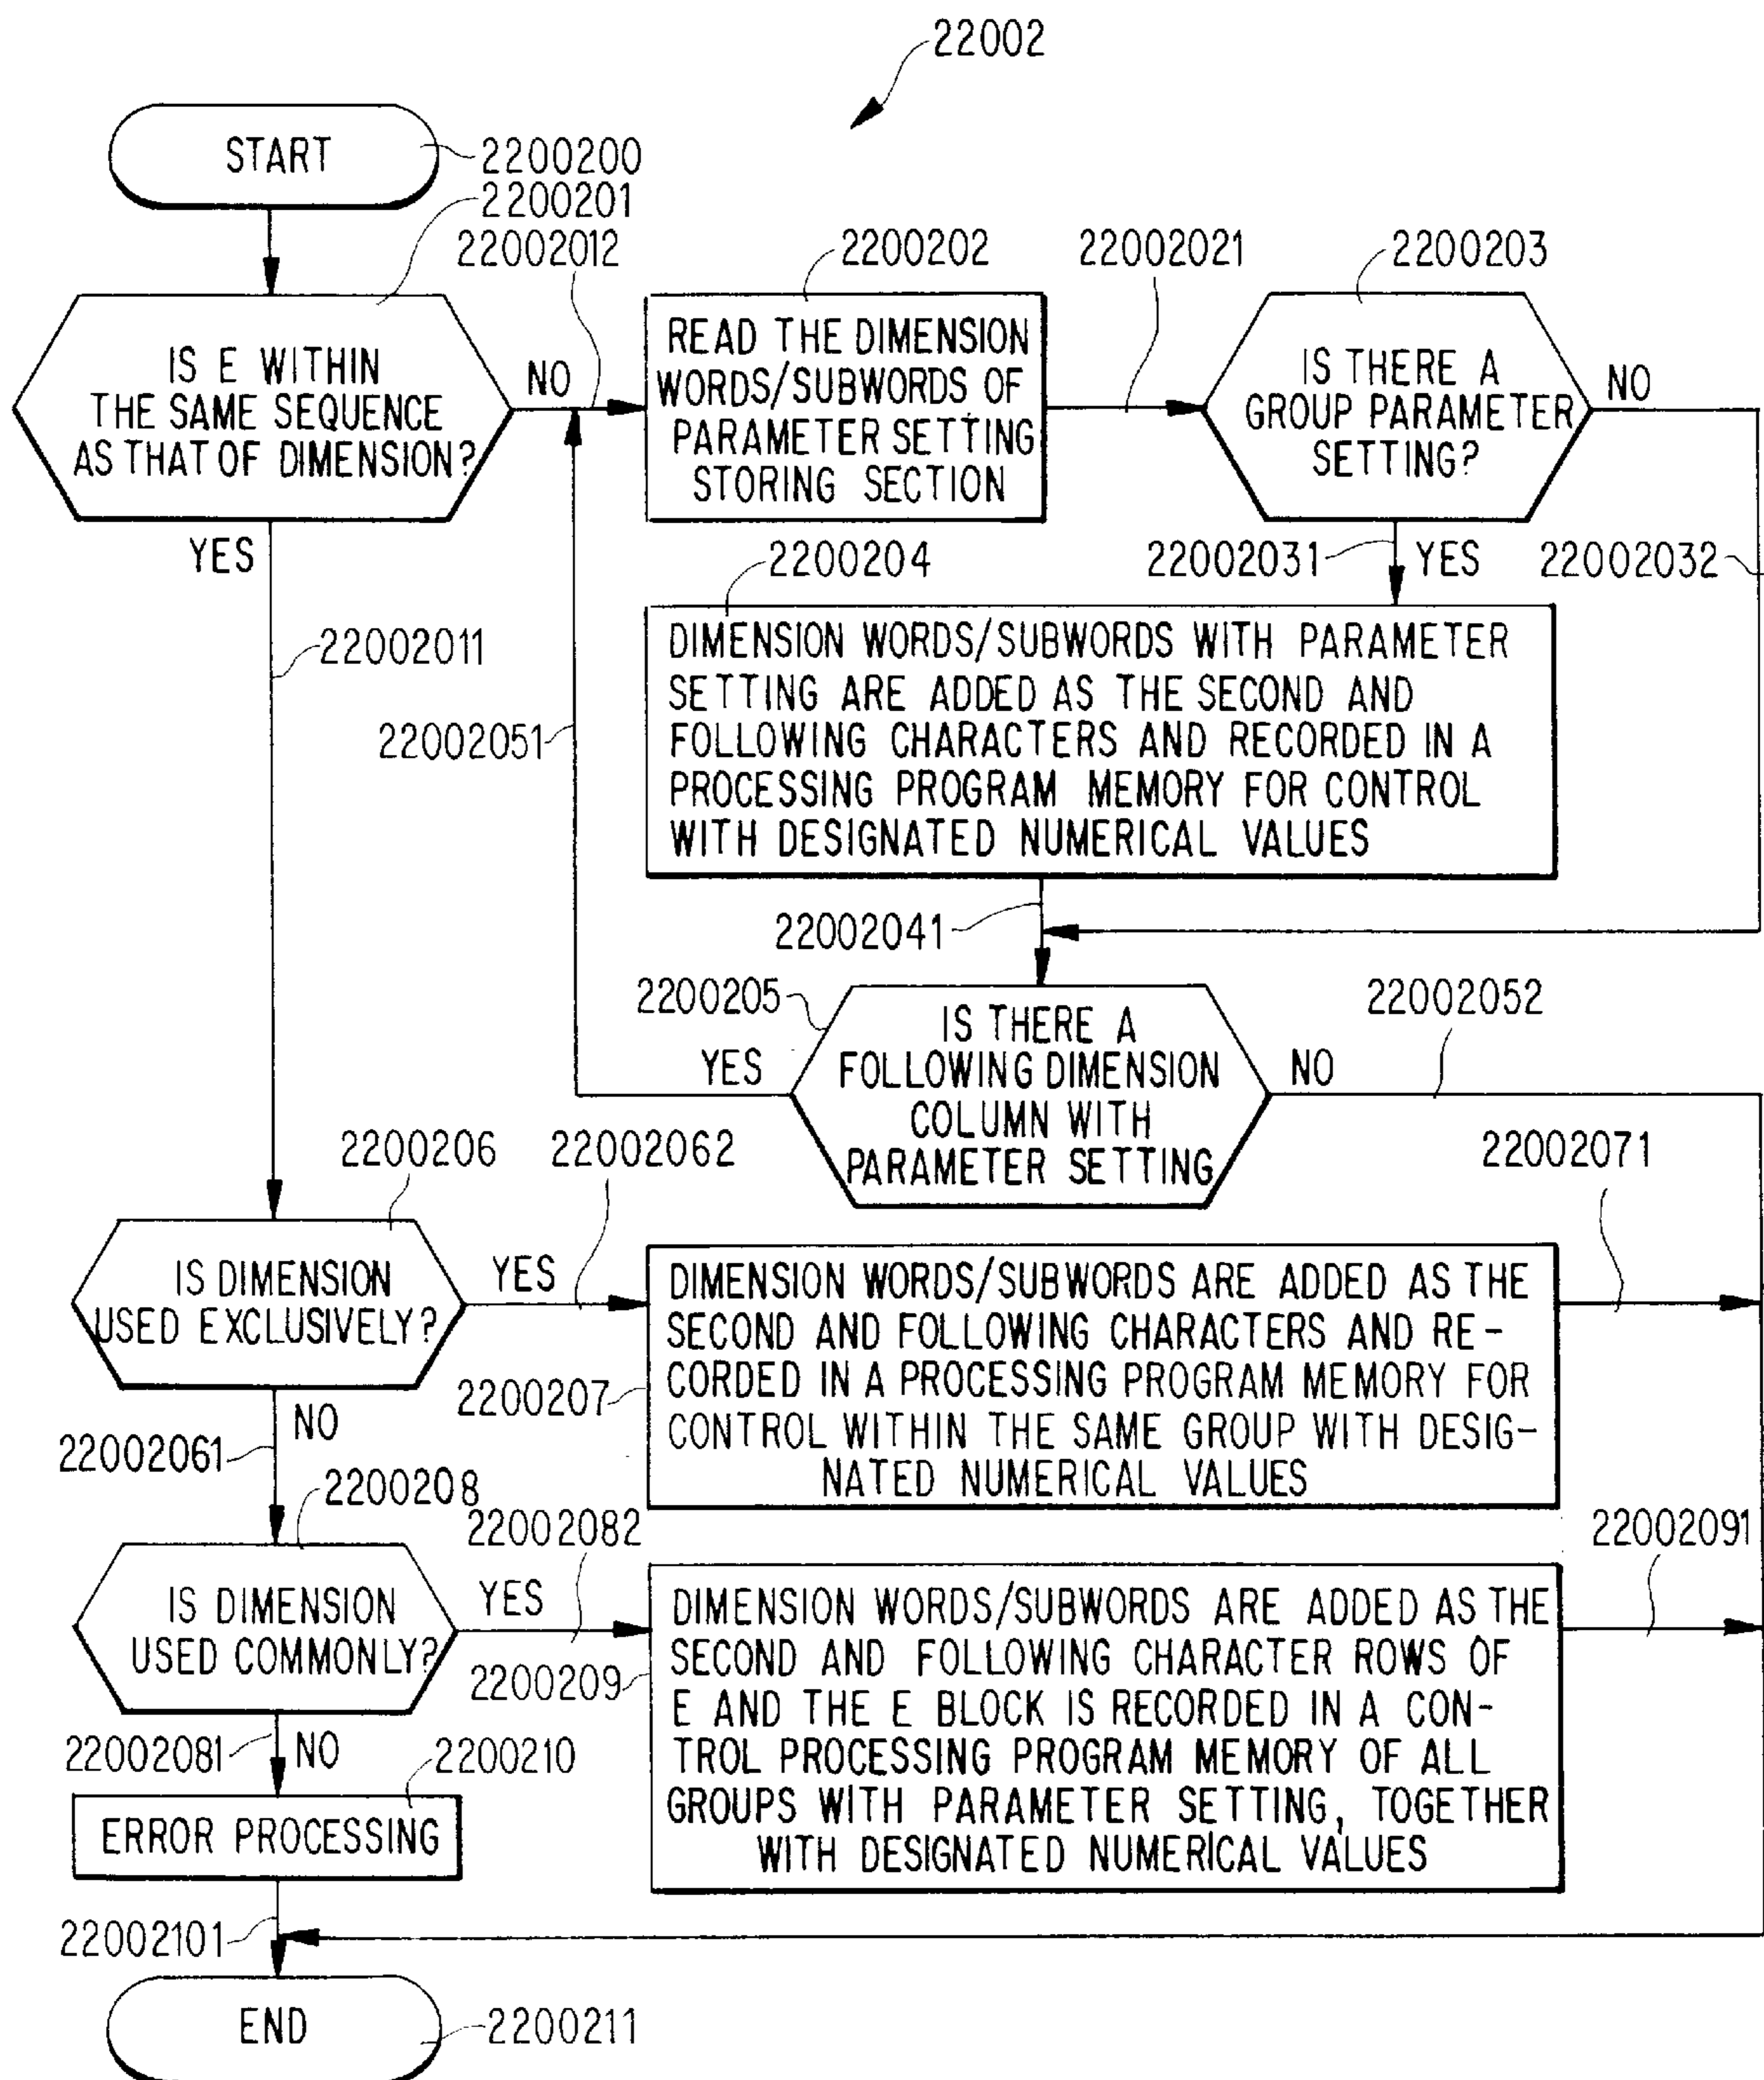 22002
START
2200200
2200201
22002012
2200202
22002021
2200203
IS E WITHIN
THE SAME SEQUENCE
AS THAT OF DIMENSION?
NO
READ THE DIMENSION
WORDS/SUBWORDS OF
PARAMETER SETTING
STORING SECTION
IS THERE A
GROUP PARAMETER
SETTING?
NO
YES
2200204
22002031
YES
22002032
22002011
DIMENSION WORDS/SUBWORDS WITH PARAMETER
SETTING ARE ADDED AS THE SECOND AND
FOLLOWING CHARACTERS AND RECORDED IN A
PROCESSING PROGRAM MEMORY FOR CONTROL
WITH DESIGNATED NUMERICAL VALUES
22002051
22002041
2200205
22002052
YES
IS THERE A
FOLLOWING DIMENSION
COLUMN WITH
PARAMETER SETTING
NO
2200206
22002062
22002071
IS DIMENSION
USED EXCLUSIVELY?
YES
DIMENSION WORDS/SUBWORDS ARE ADDED AS THE
SECOND AND FOLLOWING CHARACTERS AND RE-
CORDED IN A PROCESSING PROGRAM MEMORY FOR
CONTROL WITHIN THE SAME GROUP WITH DESIG-
NATED NUMERICAL VALUES
2200207
NO
22002061
2200208
22002082
22002091
IS DIMENSION
USED COMMONLY?
YES
2200209
DIMENSION WORDS/SUBWORDS ARE ADDED AS THE
SECOND AND FOLLOWING CHARACTER ROWS OF
E AND THE E BLOCK IS RECORDED IN A CON-
TROL PROCESSING PROGRAM MEMORY OF ALL
GROUPS WITH PARAMETER SETTING, TOGETHER
WITH DESIGNATED NUMERICAL VALUES
22002081
NO
2200210
ERROR PROCESSING
22002101
END
2200211